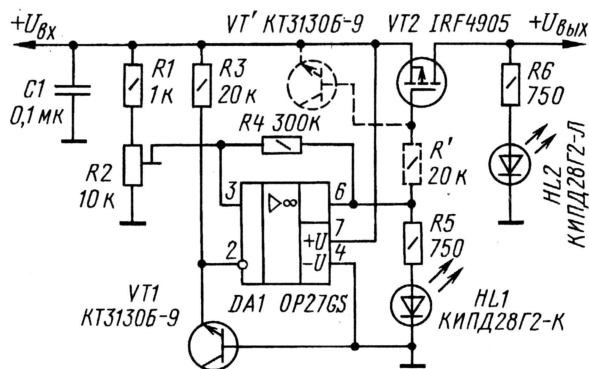 +Uвх
VT′ КТ3130Б-9
VT2 IRF4905
+Uвых
C1
0,1 мк
R1
1 к
R3
20 к
R6
750
R4 300к
R2
10 к
R′
20 к
HL2
КИПД28Г2-Л
3
▷∞
6
7
+U
4
-U
2
R5
750
VT1
КТ3130Б-9
DA1 OP27GS
HL1
КИПД28Г2-К